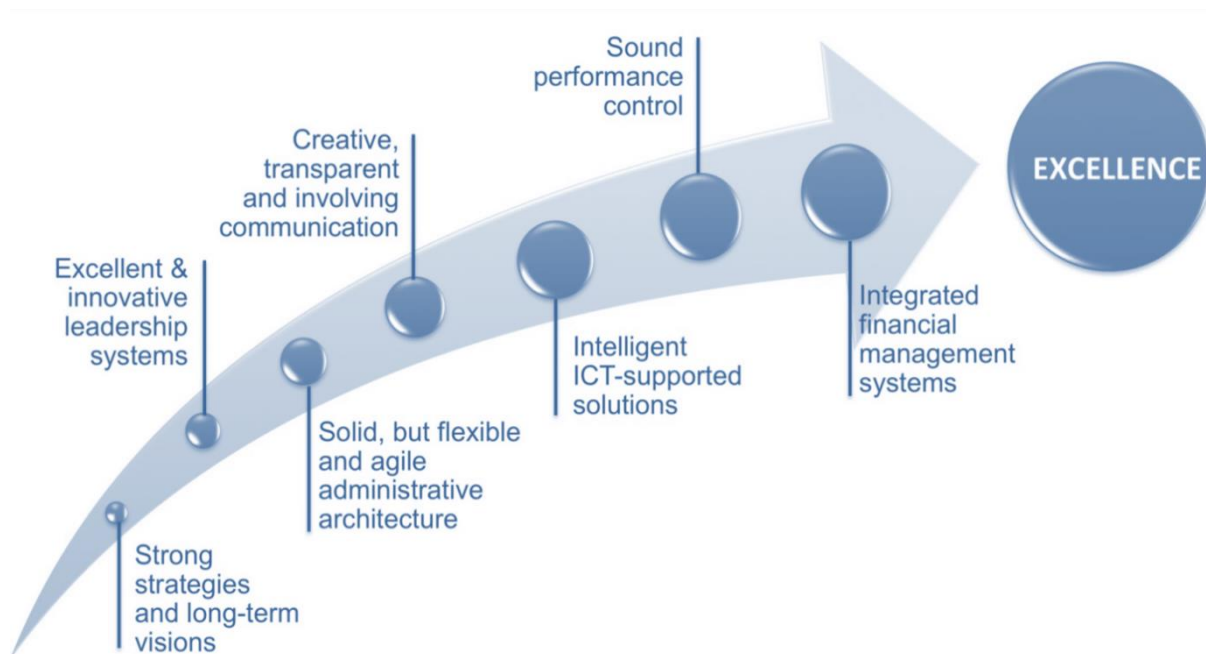 Strong
strategies
and long-term
visions
Excellent &
innovative
leadership
systems
Solid, but flexible
and agile
administrative
architecture
Creative,
transparent
and involving
communication
Intelligent
ICT-supported
solutions
Sound
performance
control
Integrated
financial
management
systems
EXCELLENCE